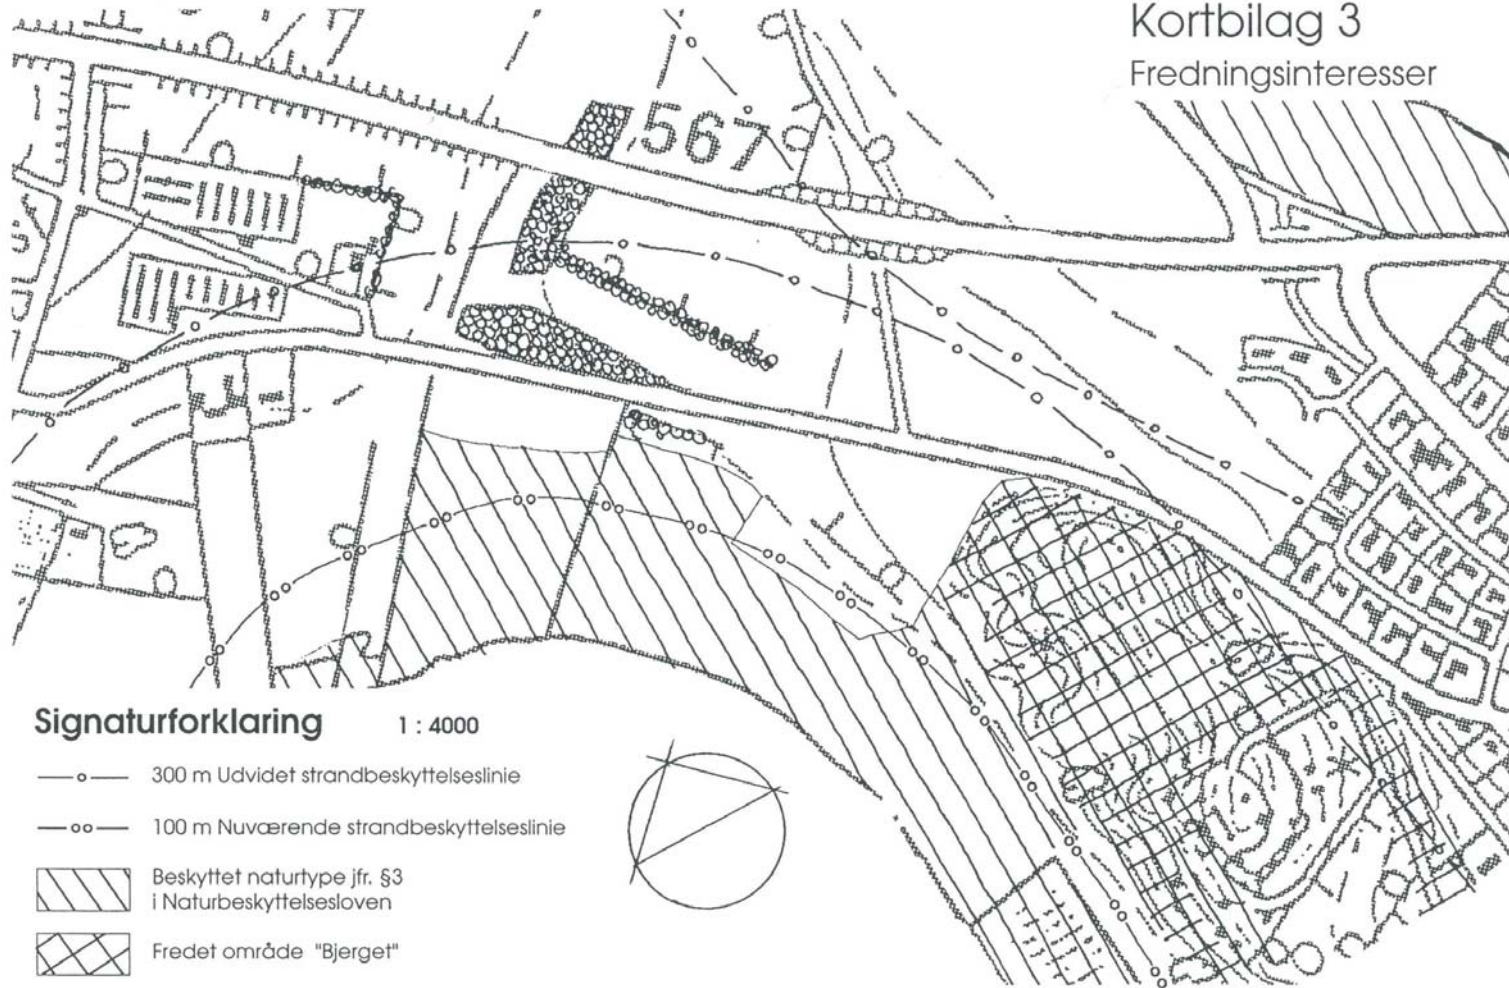 Kortbilag 3
Fredningsinteresser
567
Signaturforklaring 1 : 4000
300 m Udvidet strandbeskyttelseslinie
100 m Nuværende strandbeskyttelseslinie
Beskyttet naturtype jfr. §3
i Naturbeskyttelsesloven
Fredet område "Bjerget"